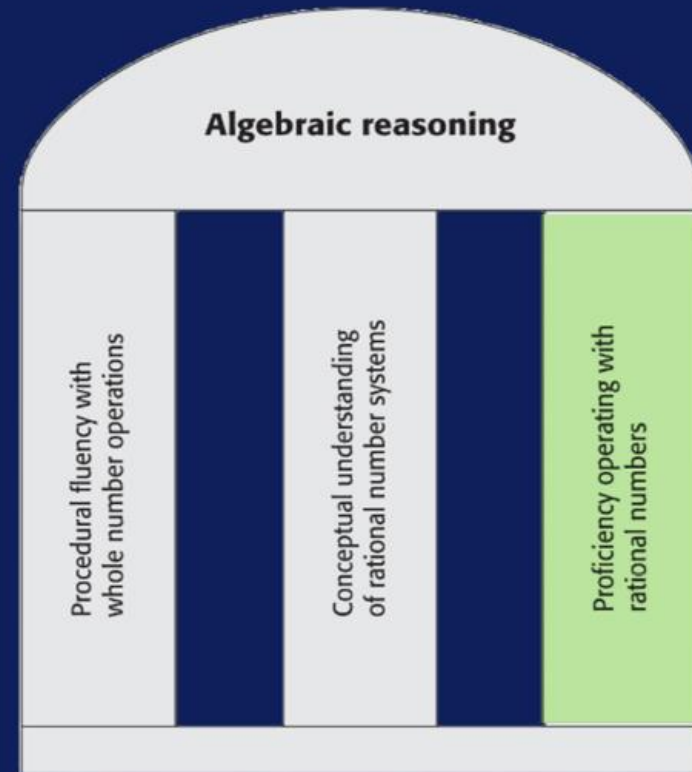 Algebraic reasoning
Procedural fluency with
whole number operations
Conceptual understanding
of rational number systems
Proficiency operating with
rational numbers